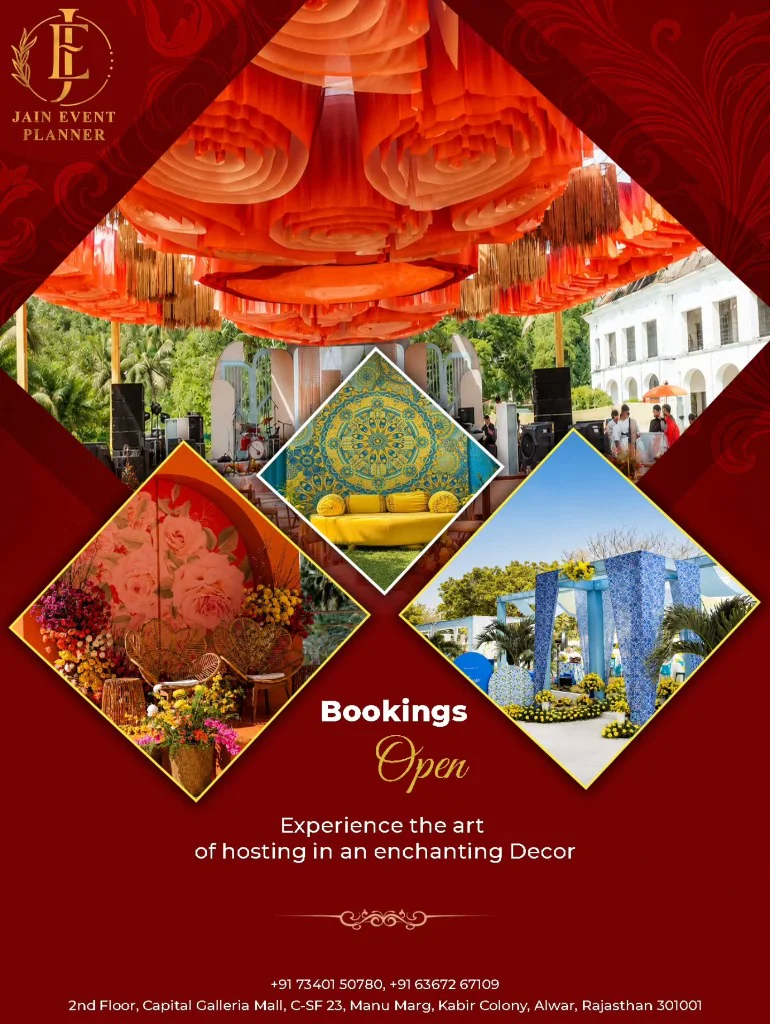 JE
JAIN EVENT
PLANNER
Bookings
Open
Experience the art
of hosting in an enchanting Decor
+91 73401 50780, +91 63672 67109
2nd Floor, Capital Galleria Mall, C-SF 23, Manu Marg, Kabir Colony, Alwar, Rajasthan 301001